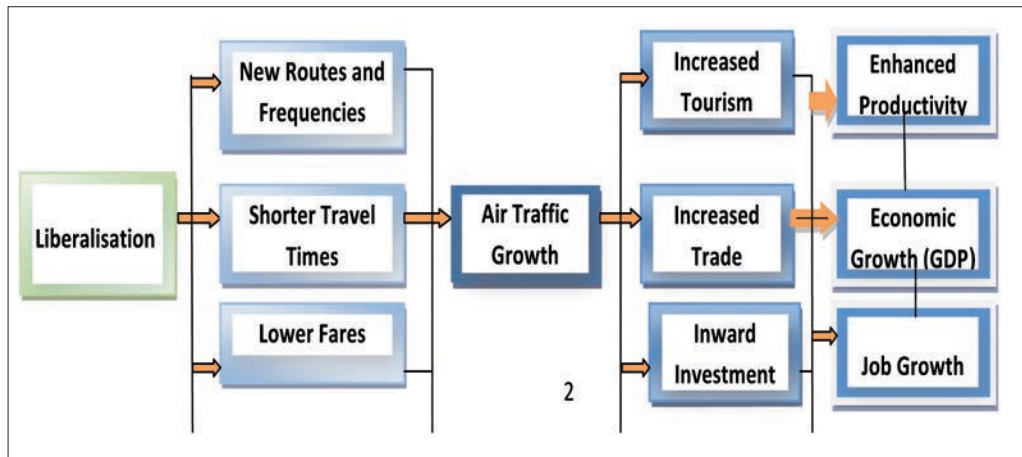 Liberalisation
New Routes and
Frequencies
Shorter Travel
Times
Lower Fares
Air Traffic
Growth
Increased
Tourism
Increased
Trade
Inward
Investment
2
Enhanced
Productivity
Economic
Growth (GDP)
Job Growth